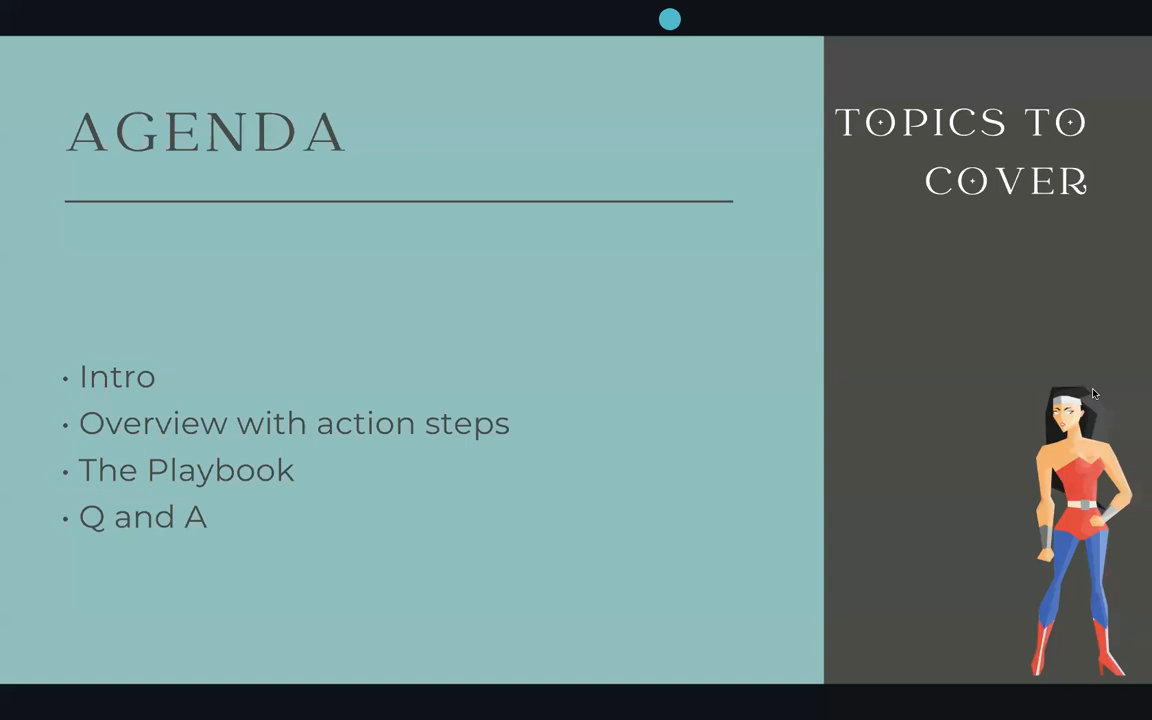 AGENDA
TOPICS TO
COVER
• Intro
• Overview with action steps
• The Playbook
• Q and A